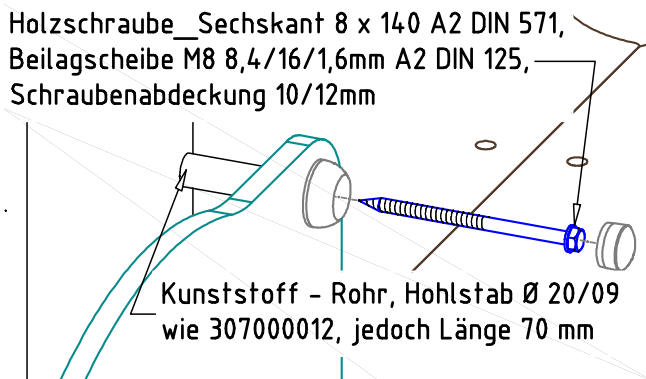 Holzschraube_Sechskant 8 x 140 A2 DIN 571,
Beilagscheibe M8 8,4/16/1,6mm A2 DIN 125,
Schraubenabdeckung 10/12mm
Kunststoff - Rohr, Hohlstab Ø 20/09
wie 307000012, jedoch Länge 70 mm